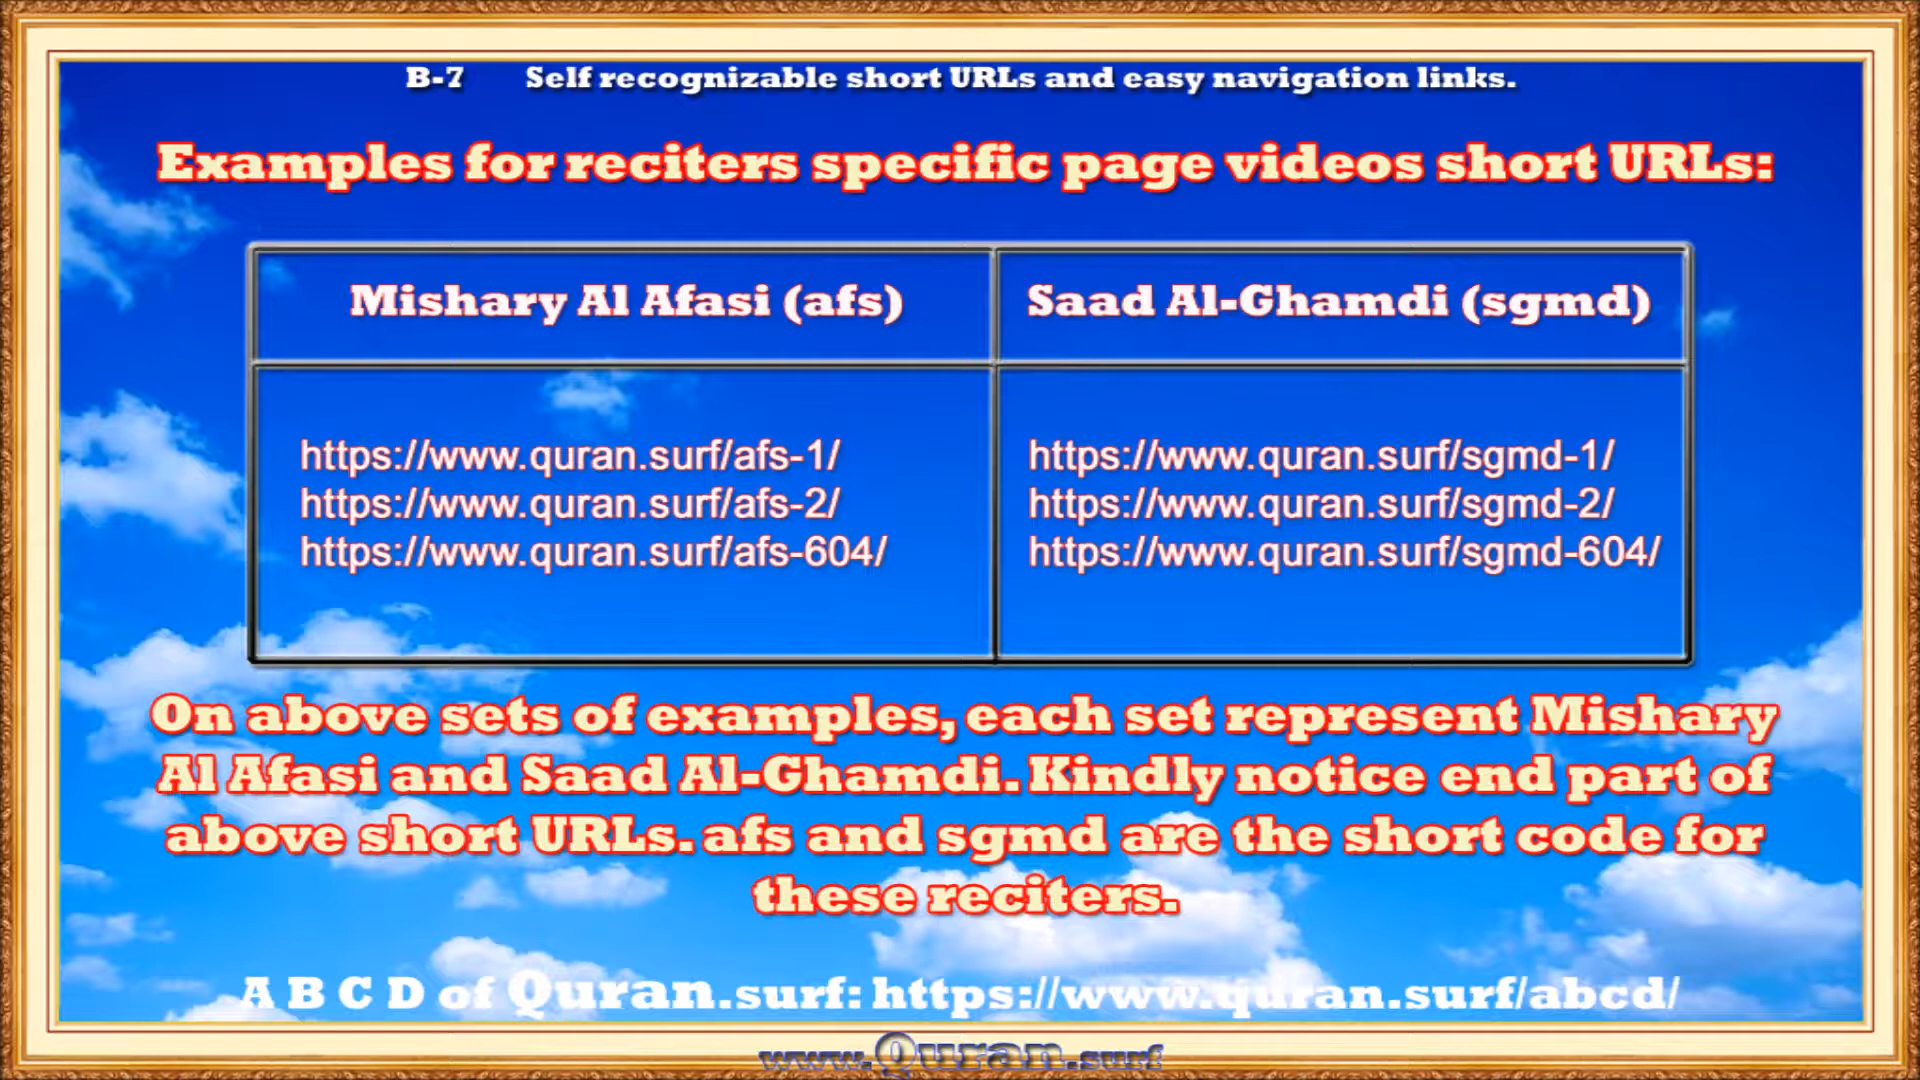 B-7 Self recognizable short URLs and easy navigation links.
Examples for reciters specific page videos short URLs:
Mishary Al Afasi (afs)
Saad Al-Ghamdi (sgmd)
https://www.quran.surf/afs-1/
https://www.quran.surf/afs-2/
https://www.quran.surf/afs-604/
https://www.quran.surf/sgmd-1/
https://www.quran.surf/sgmd-2/
https://www.quran.surf/sgmd-604/
On above sets of examples, each set represent Mishary
Al Afasi and Saad Al-Ghamdi. Kindly notice end part of
above short URLs. afs and sgmd are the short code for
these reciters.
A B C D of Quran.surf: https://www.quran.surf/abcd/
www.Quran.surf